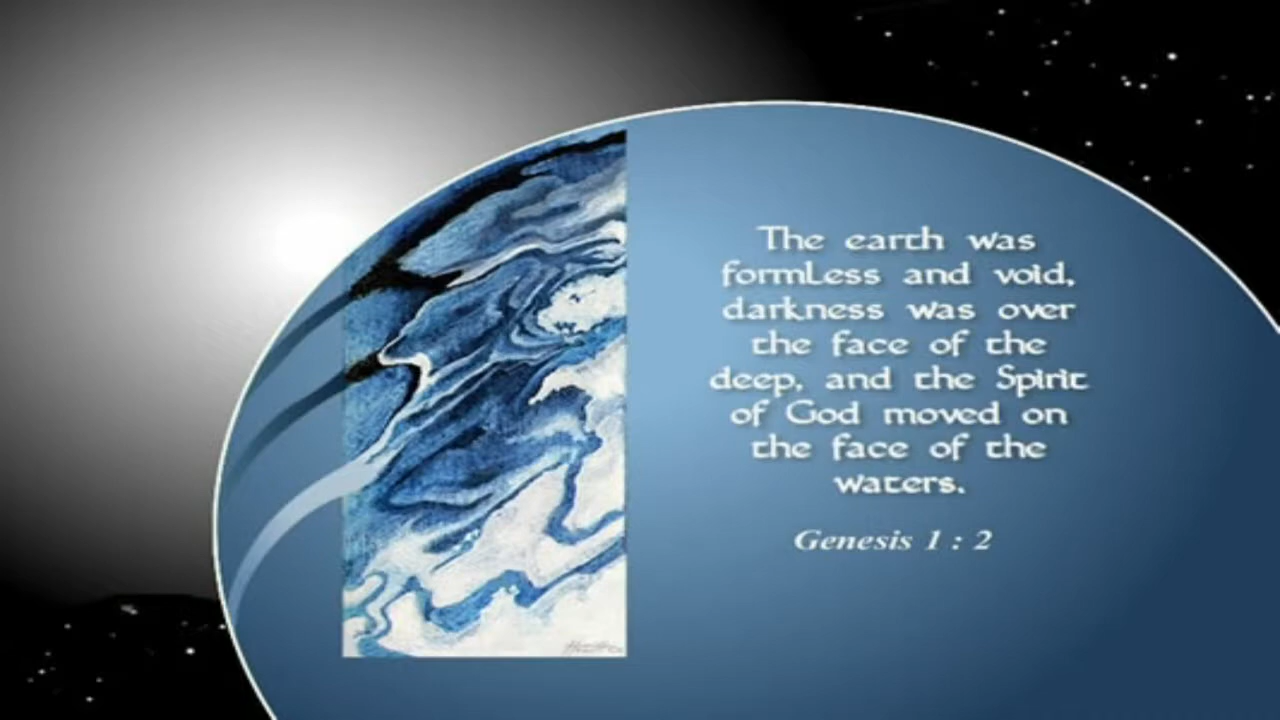 The earth was
formless and void,
darkness was over
the face of the
deep, and the Spirit
of God moved on
the face of the
waters.
Genesis 1 : 2